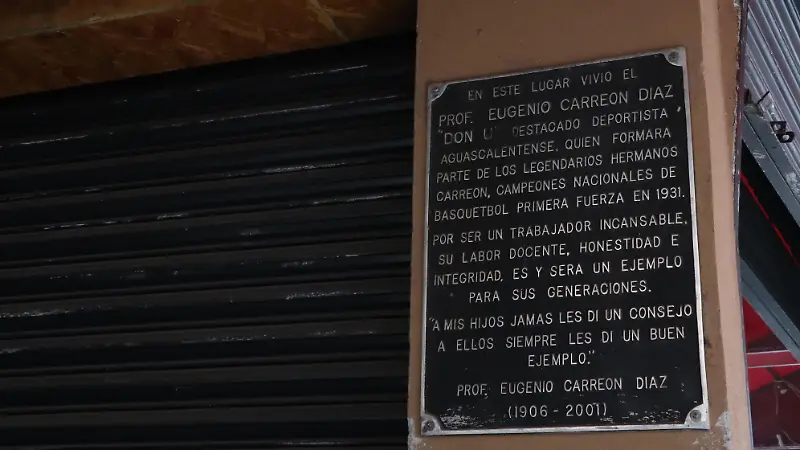 EN ESTE LUGAR VIVIO EL
PROF. EUGENIO CARREON DIAZ
"DON U" DESTACADO DEPORTISTA
AGUASCALENTENSE, QUIEN FORMARA
PARTE DE LOS LEGENDARIOS HERMANOS
CARREON, CAMPEONES NACIONALES DE
BASQUETBOL PRIMERA FUERZA EN 1931.
POR SER UN TRABAJADOR INCANSABLE,
SU LABOR DOCENTE, HONESTIDAD E
INTEGRIDAD, ES Y SERA UN EJEMPLO
PARA SUS GENERACIONES.
"A MIS HIJOS JAMAS LES DI UN CONSEJO
A ELLOS SIEMPRE LES DI UN BUEN
EJEMPLO."
PROF. EUGENIO CARREON DIAZ
(1906 - 2001)